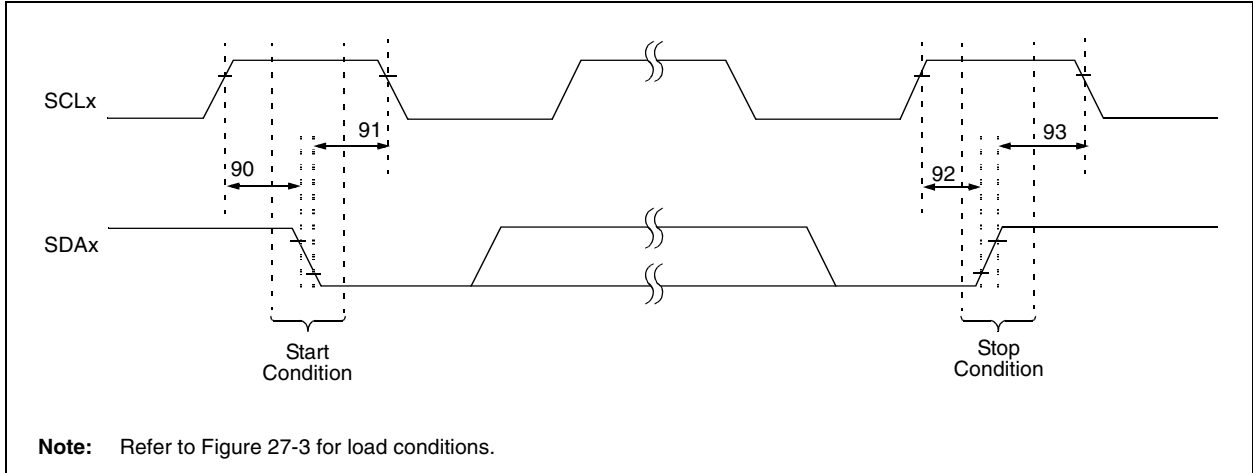 SCLx
91
93
90
92
SDAx
Start
Condition
Stop
Condition
Note: Refer to Figure 27-3 for load conditions.